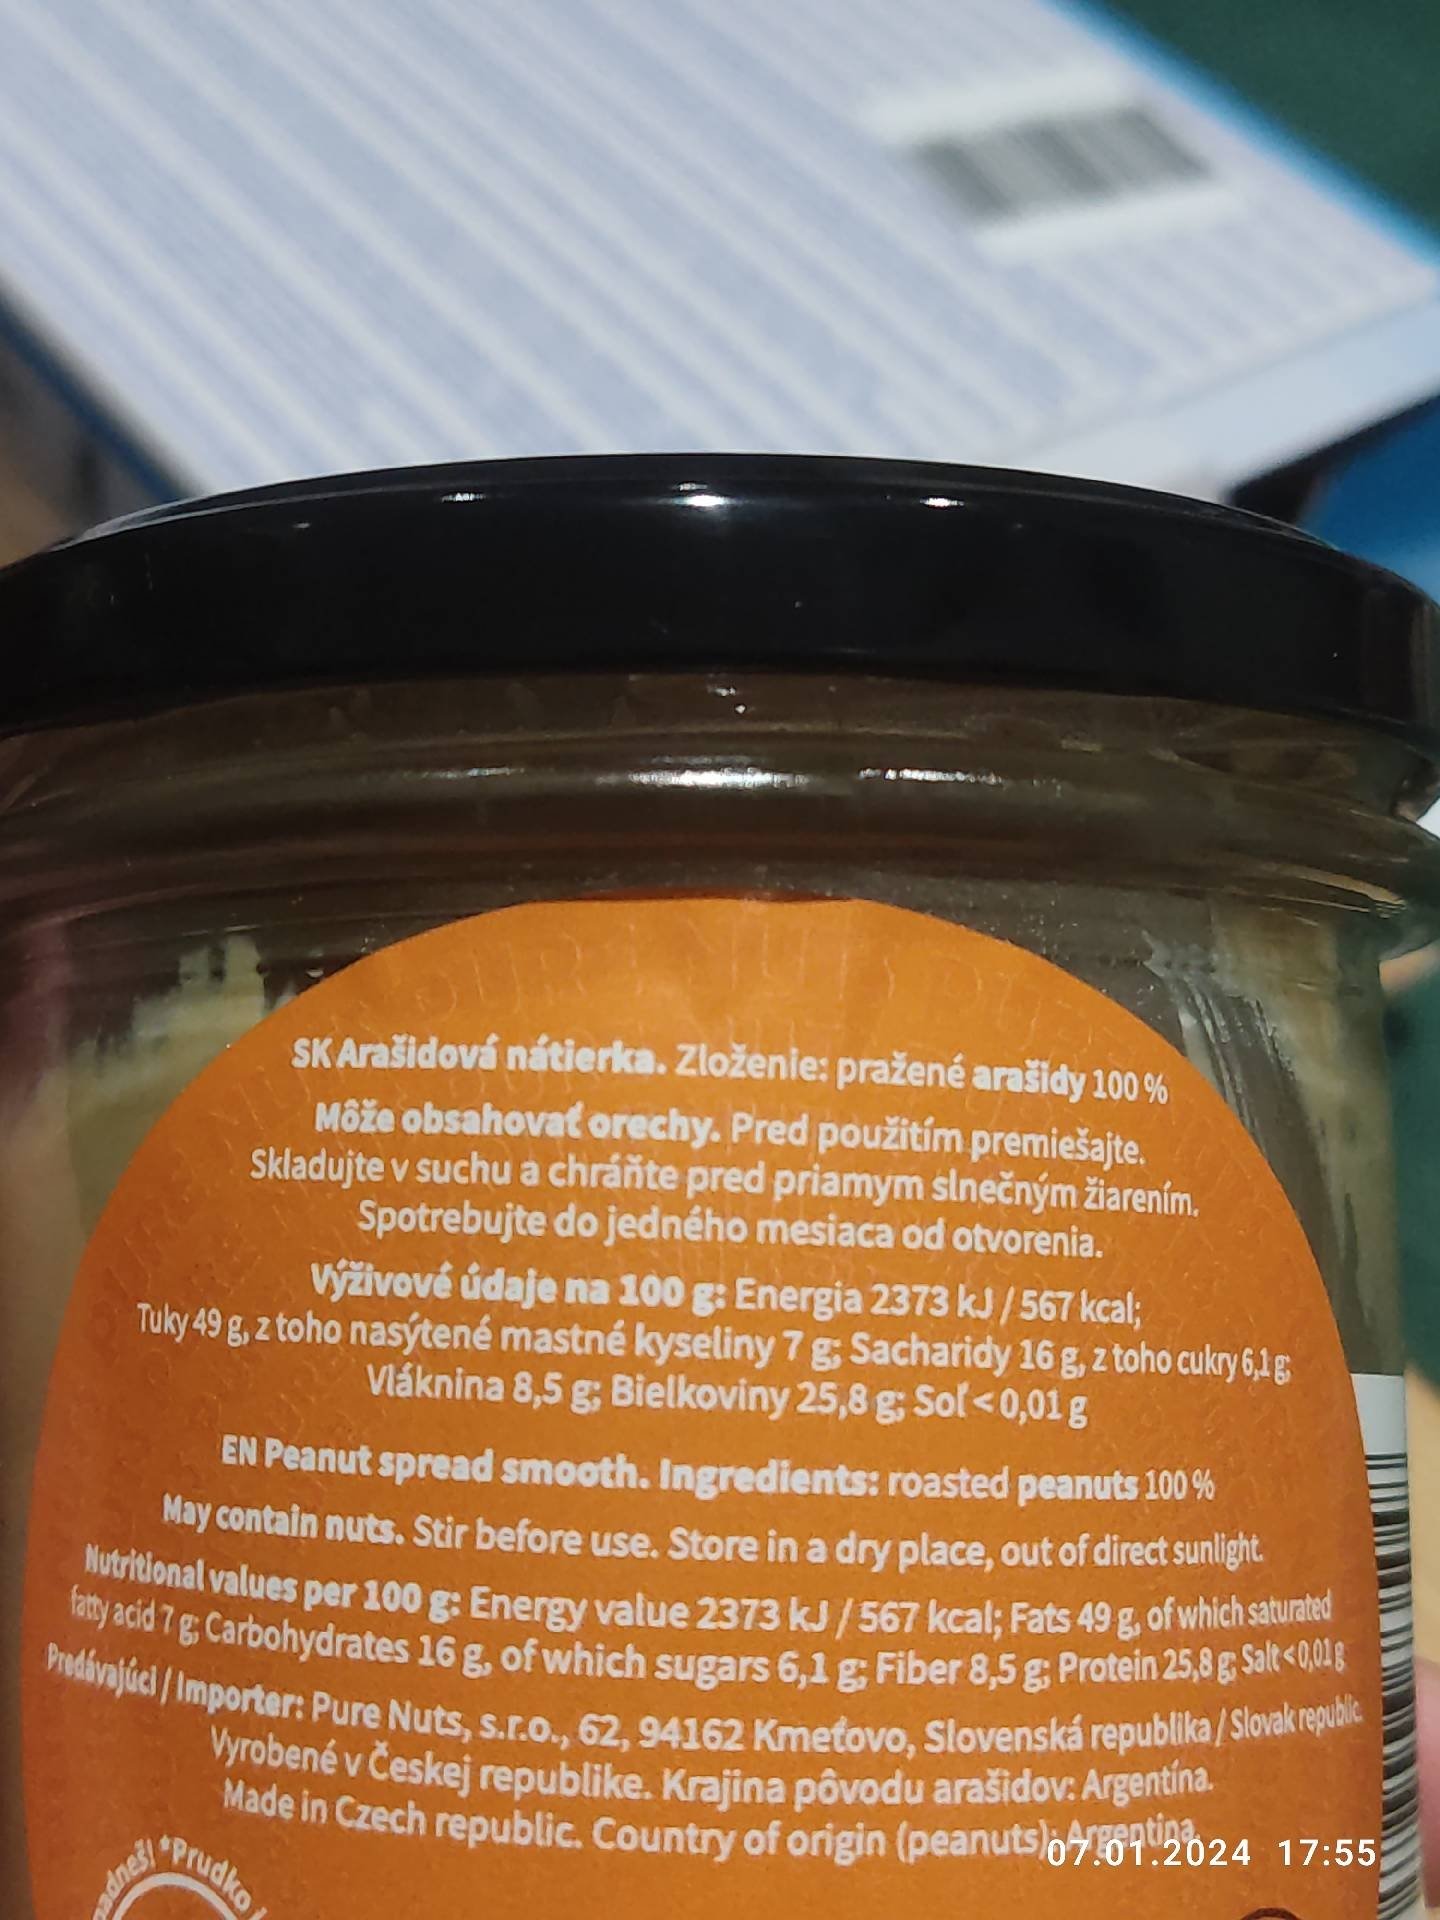 SK Arašidová nátierka. Zloženie: pražené arašidy 100 %
Môže obsahovať orechy. Pred použitím premiešajte.
Skladujte v suchu a chráňte pred priamym slnečným žiarením.
Spotrebujte do jedného mesiaca od otvorenia.
Výživové údaje na 100 g: Energia 2373 kJ / 567 kcal;
Tuky 49 g, z toho nasýtené mastné kyseliny 7 g; Sacharidy 16 g, z toho cukry 6,1 g;
Vláknina 8,5 g; Bielkoviny 25,8 g; Soľ < 0,01 g
EN Peanut spread smooth. Ingredients: roasted peanuts 100 %
May contain nuts. Stir before use. Store in a dry place, out of direct sunlight.
Nutritional values per 100 g: Energy value 2373 kJ / 567 kcal; Fats 49 g, of which saturated
fatty acid 7 g; Carbohydrates 16 g, of which sugars 6,1 g; Fiber 8,5 g; Protein 25,8 g; Salt < 0,01 g
Predávajúci / Importer: Pure Nuts, s.r.o., 62, 94162 Kmeťovo, Slovenská republika / Slovak republic.
Vyrobené v Českej republike. Krajina pôvodu arašidov: Argentína.
Made in Czech republic. Country of origin (peanuts): Argentina.
*Prudko
07.01.2024 17:55